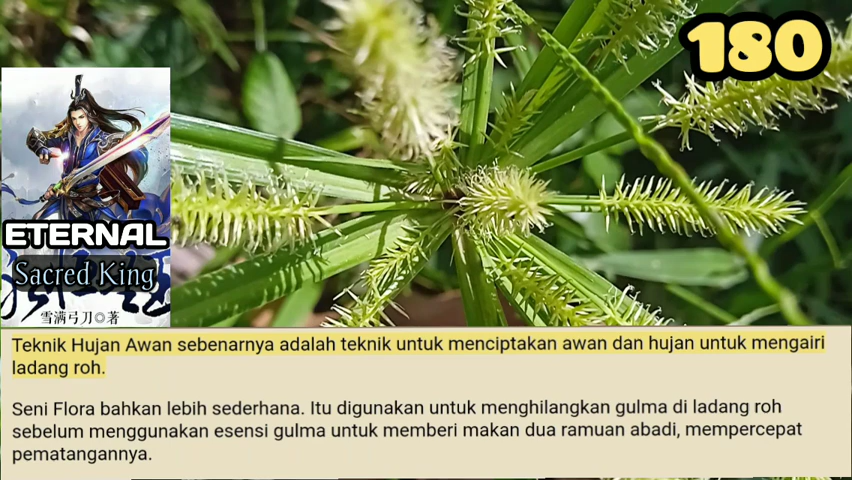 180
ETERNAL
Sacred King
雪满弓刀◎著
Teknik Hujan Awan sebenarnya adalah teknik untuk menciptakan awan dan hujan untuk mengairi
ladang roh.
Seni Flora bahkan lebih sederhana. Itu digunakan untuk menghilangkan gulma di ladang roh
sebelum menggunakan esensi gulma untuk memberi makan dua ramuan abadi, mempercepat
pematangannya.